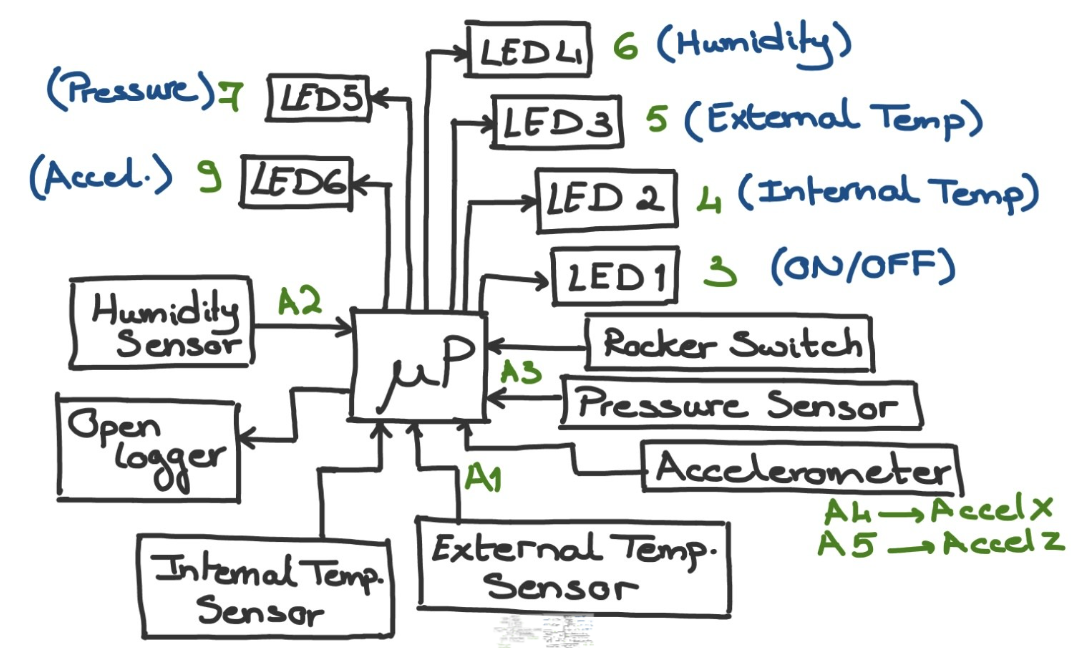 LED4 6 (Humidity)
(Pressure) 7 LED5
LED3 5 (External Temp)
(Accel.) 9 LED6
LED 2 4 (Internal Temp)
LED1 3 (ON/OFF)
Humidity
Sensor
A2
µP
Rocker Switch
A3
Pressure Sensor
Open
logger
Accelerometer
A4 → Accel X
A5 → Accel Z
A1
Internal Temp.
Sensor
External Temp.
Sensor